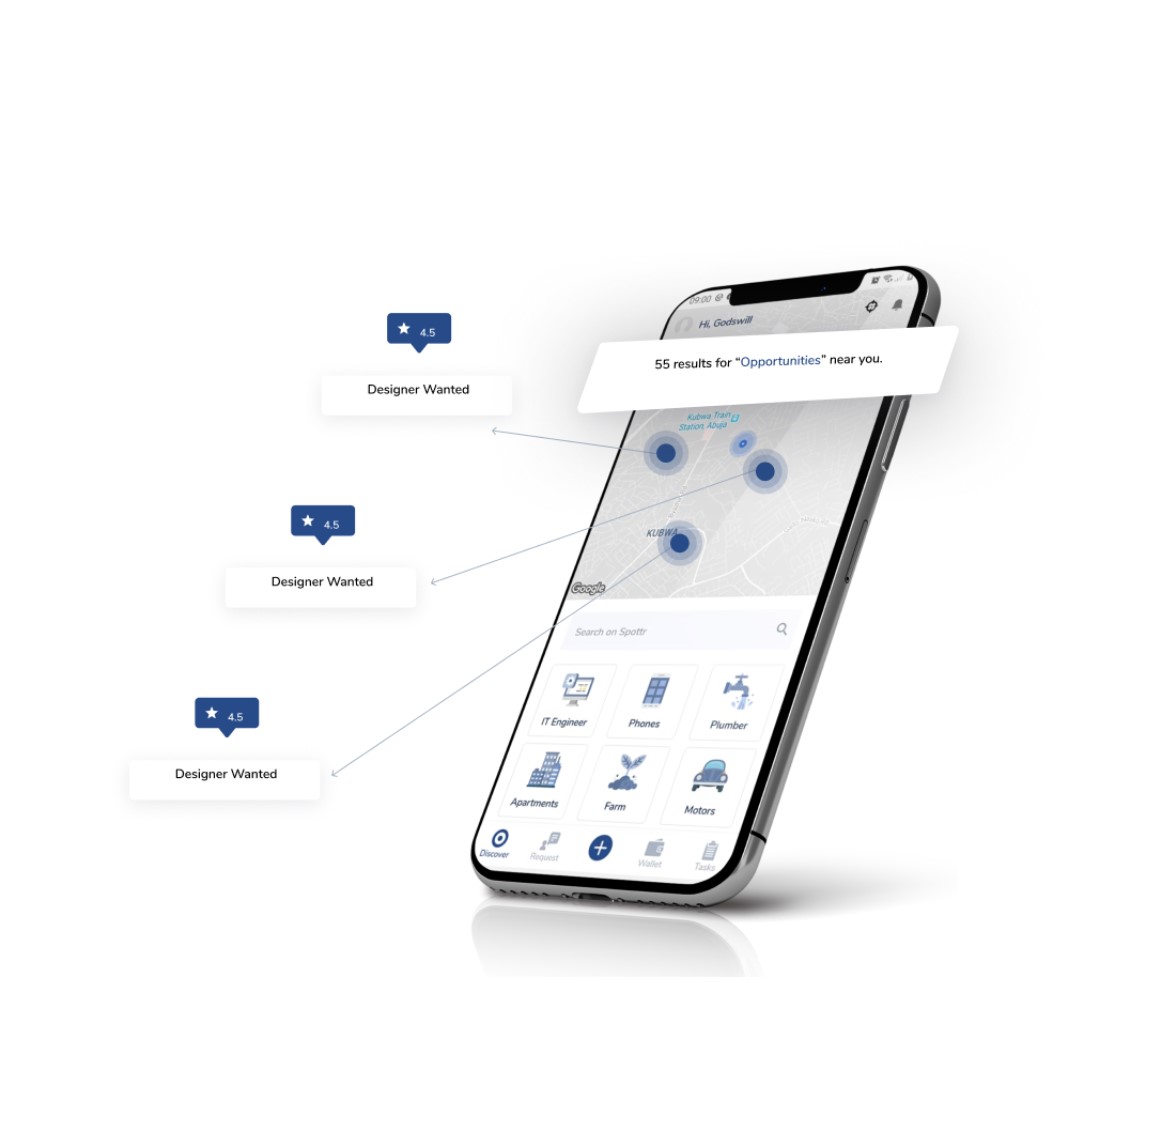 09:00
Hi, Godswill
55 results for “Opportunities” near you.
4.5
Designer Wanted
Kubwa Train
Station, Abuja
4.5
Designer Wanted
KUBWA
Google
Search on Spottr
4.5
Designer Wanted
IT Engineer
Phones
Plumber
Apartments
Farm
Motors
Discover
Request
Wallet
Tasks